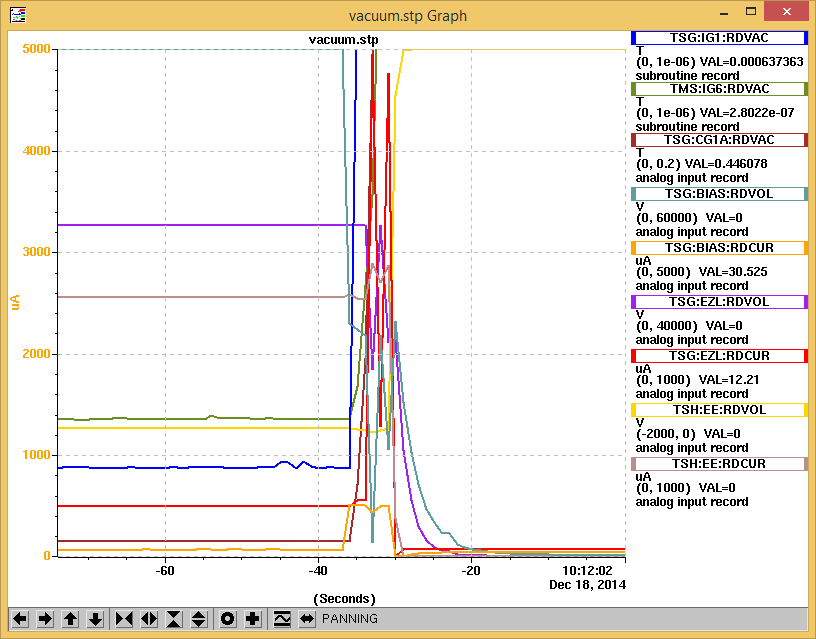 vacuum.stp Graph
vacuum.stp
5000
4000
3000
2000
1000
0
uA
-60
-40
-20
10:12:02
Dec 18, 2014
(Seconds)
TSG:IG1:RDVAC
T
(0, 1e-06) VAL=0.000637363
subroutine record
TMS:IG6:RDVAC
T
(0, 1e-06) VAL=2.8022e-07
subroutine record
TSG:CG1A:RDVAC
T
(0, 0.2) VAL=0.446078
analog input record
TSG:BIAS:RDVOL
V
(0, 60000) VAL=0
analog input record
TSG:BIAS:RDCUR
uA
(0, 5000) VAL=30.525
analog input record
TSG:EZL:RDVOL
V
(0, 40000) VAL=0
analog input record
TSG:EZL:RDCUR
uA
(0, 1000) VAL=12.21
analog input record
TSH:EE:RDVOL
V
(-2000, 0) VAL=0
analog input record
TSH:EE:RDCUR
uA
(0, 1000) VAL=0
analog input record
PANNING